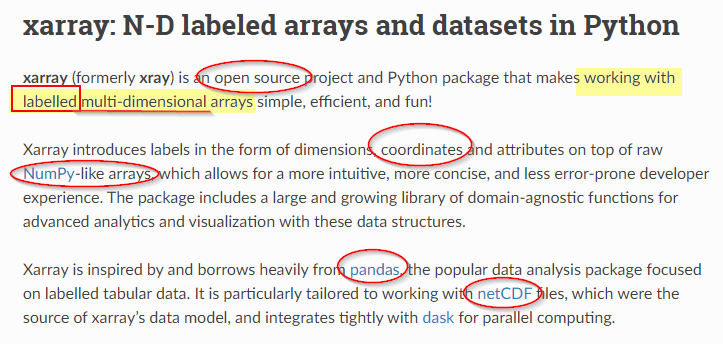 xarray: N-D labeled arrays and datasets in Python
xarray (formerly xray) is an open source project and Python package that makes working with
labelled multi-dimensional arrays simple, efficient, and fun!
Xarray introduces labels in the form of dimensions, coordinates and attributes on top of raw
NumPy-like arrays, which allows for a more intuitive, more concise, and less error-prone developer
experience. The package includes a large and growing library of domain-agnostic functions for
advanced analytics and visualization with these data structures.
Xarray is inspired by and borrows heavily from pandas, the popular data analysis package focused
on labelled tabular data. It is particularly tailored to working with netCDF files, which were the
source of xarray's data model, and integrates tightly with dask for parallel computing.